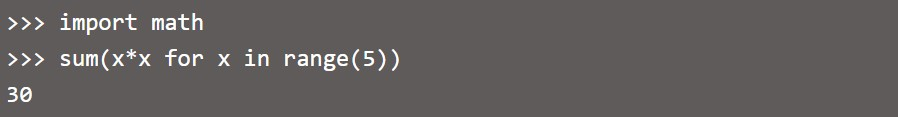 >>> import math
>>> sum(x*x for x in range(5))
30